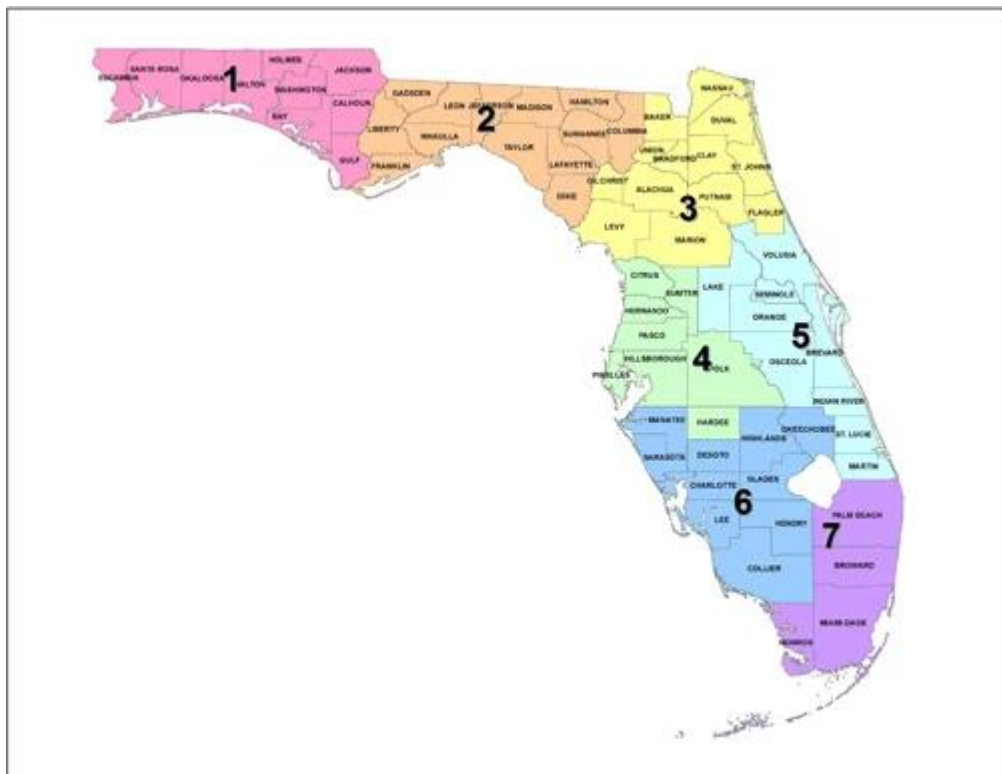 HOLMES
SANTA ROSA
OKALOOSA
WALTON
JACKSON
ESCAMBIA
1
WASHINGTON
CALHOUN
BAY
GULF
GADSDEN
LEON
JEFFERSON
MADISON
HAMILTON
2
LIBERTY
WAKULLA
TAYLOR
SUWANNEE
COLUMBIA
FRANKLIN
LAFAYETTE
DIXIE
NASSAU
BAKER
DUVAL
UNION
BRADFORD
CLAY
ST. JOHNS
GILCHRIST
ALACHUA
PUTNAM
3
FLAGLER
LEVY
MARION
VOLUSIA
CITRUS
SUMTER
LAKE
SEMINOLE
HERNANDO
ORANGE
PASCO
5
BREVARD
HILLSBOROUGH
4
POLK
OSCEOLA
PINELLAS
INDIAN RIVER
MANATEE
HARDEE
HIGHLANDS
OKEECHOBEE
ST. LUCIE
SARASOTA
DESOTO
MARTIN
CHARLOTTE
GLADES
6
LEE
HENDRY
PALM BEACH
7
COLLIER
BROWARD
MONROE
MIAMI-DADE